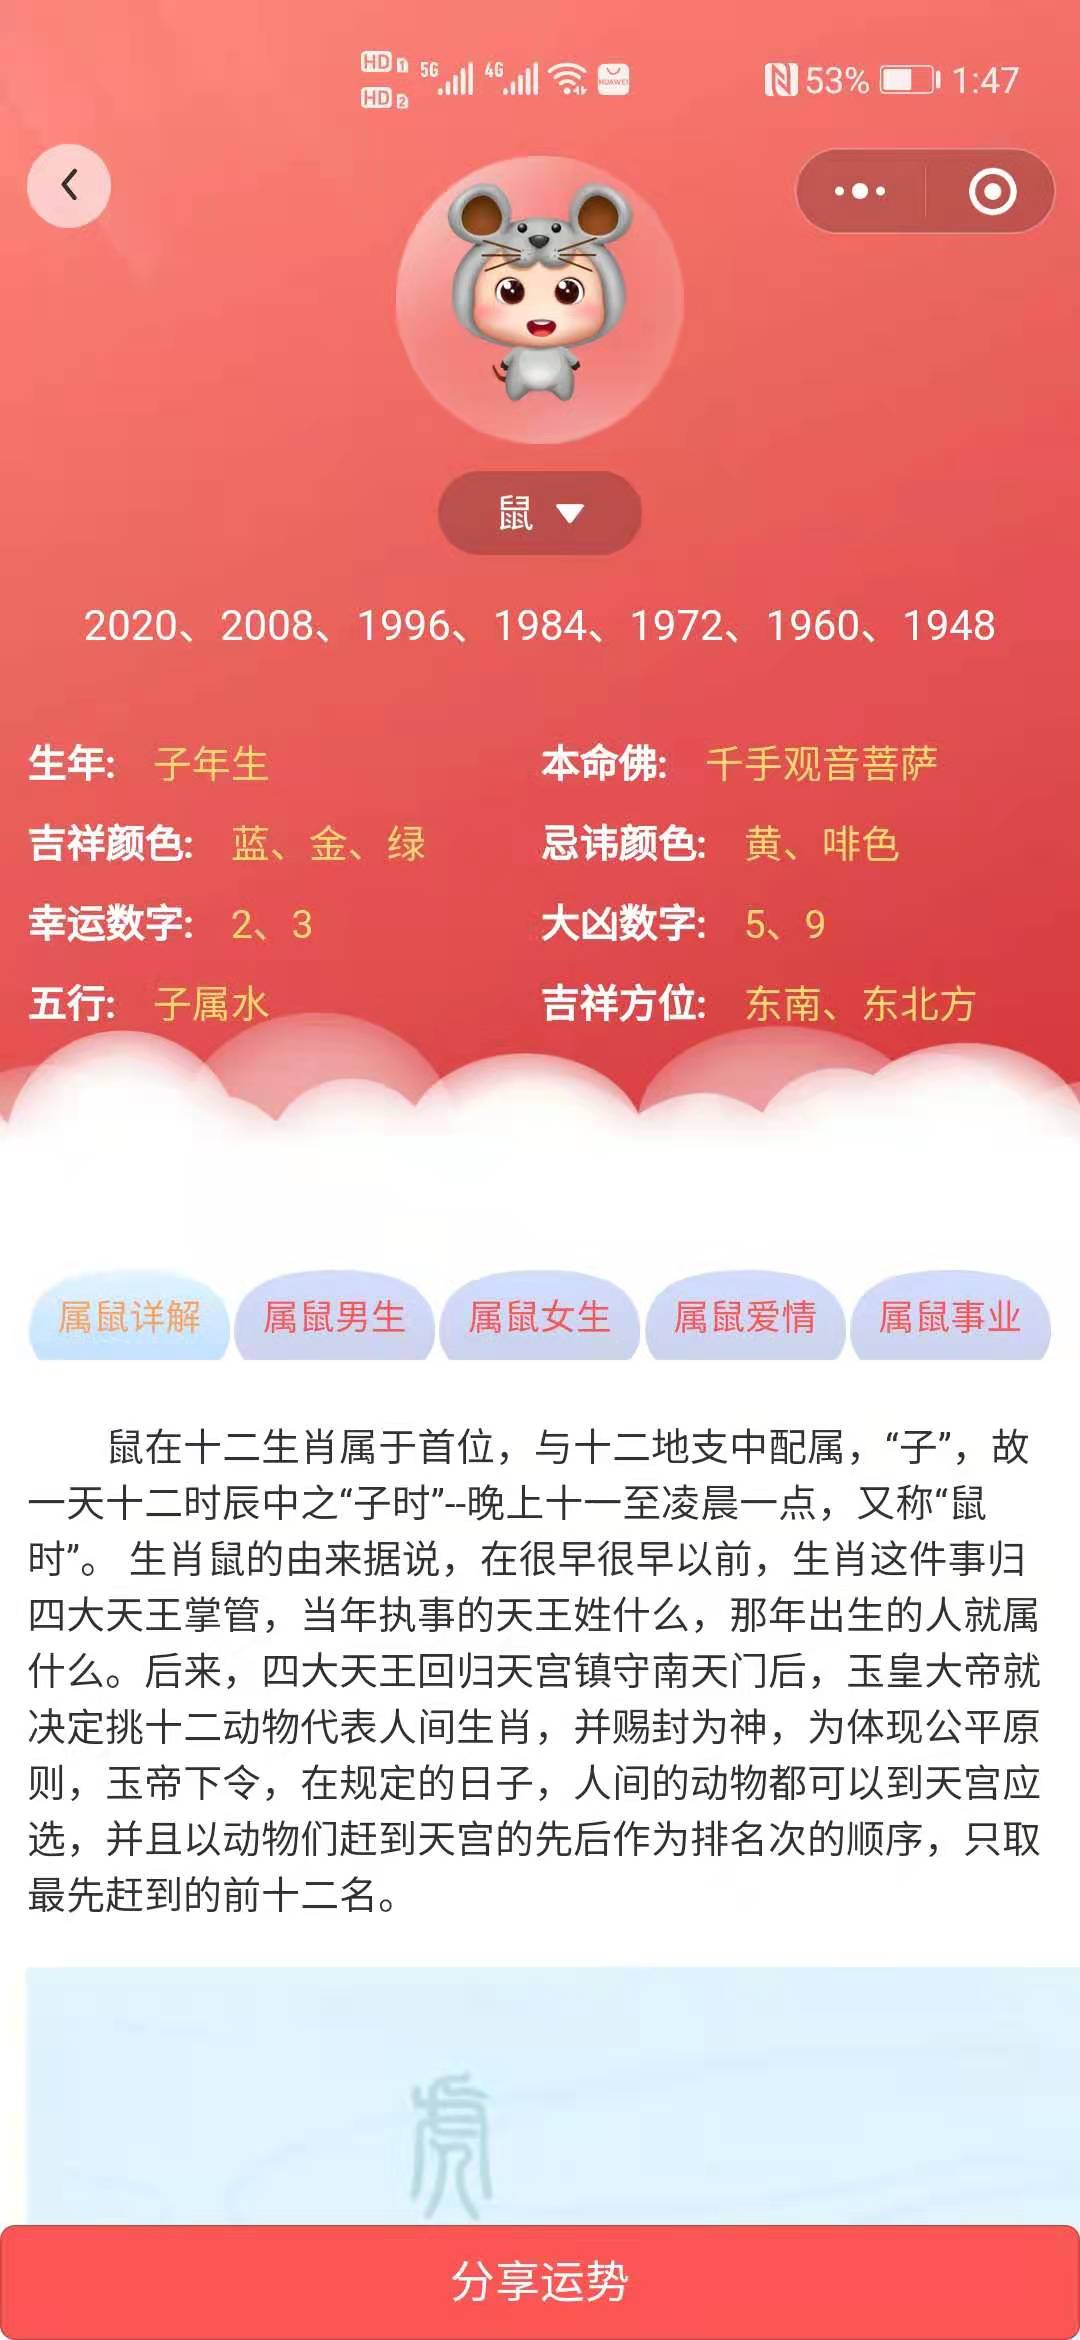 HD 1 5G 4G HUAWEI 53% 1:47
HD 2
鼠
2020、2008、1996、1984、1972、1960、1948
生年: 子年生 本命佛: 千手观音菩萨
吉祥颜色: 蓝、金、绿 忌讳颜色: 黄、啡色
幸运数字: 2、3 大凶数字: 5、9
五行: 子属水 吉祥方位: 东南、东北方
属鼠详解 属鼠男生 属鼠女生 属鼠爱情 属鼠事业
鼠在十二生肖属于首位，与十二地支中配属，“子”，故
一天十二时辰中之“子时”--晚上十一至凌晨一点，又称“鼠
时”。 生肖鼠的由来据说，在很早很早以前，生肖这件事归
四大天王掌管，当年执事的天王姓什么，那年出生的人就属
什么。后来，四大天王回归天宫镇守南天门后，玉皇大帝就
决定挑十二动物代表人间生肖，并赐封为神，为体现公平原
则，玉帝下令，在规定的日子，人间的动物都可以到天宫应
选，并且以动物们赶到天宫的先后作为排名次的顺序，只取
最先赶到的前十二名。
虎
分享运势